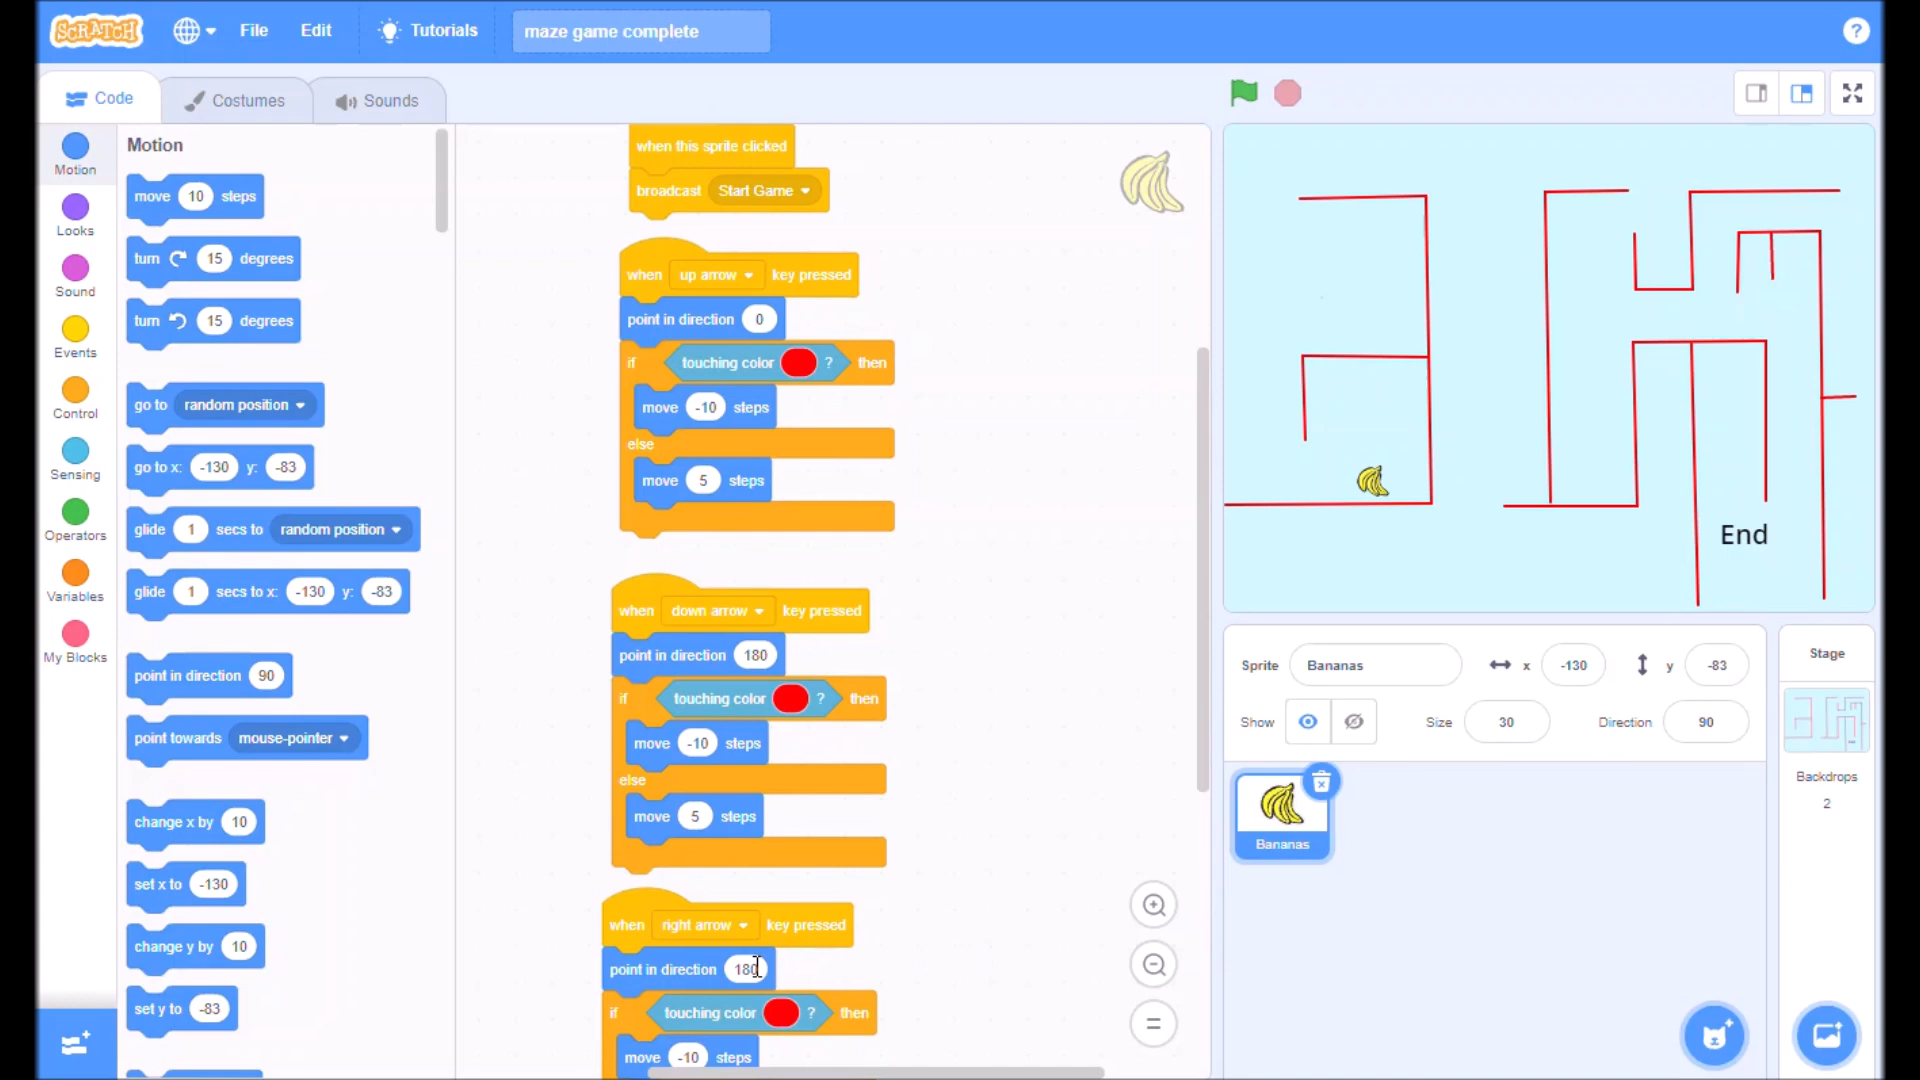 SCRATCH
File
Edit
Tutorials
maze game complete
?
Code
Costumes
Sounds
Motion
Looks
Sound
Events
Control
Sensing
Operators
Variables
My Blocks
Motion
move 10 steps
turn 15 degrees
turn 15 degrees
go to random position
go to x: -130 y: -83
glide 1 secs to random position
glide 1 secs to x: -130 y: -83
point in direction 90
point towards mouse-pointer
change x by 10
set x to -130
change y by 10
set y to -83
when this sprite clicked
broadcast Start Game
when up arrow key pressed
point in direction 0
if touching color ? then
move -10 steps
else
move 5 steps
when down arrow key pressed
point in direction 180
if touching color ? then
move -10 steps
else
move 5 steps
when right arrow key pressed
point in direction 180
if touching color ? then
move -10 steps
End
Sprite Bananas x -130 y -83
Show Size 30 Direction 90
Bananas
Stage
Backdrops
2